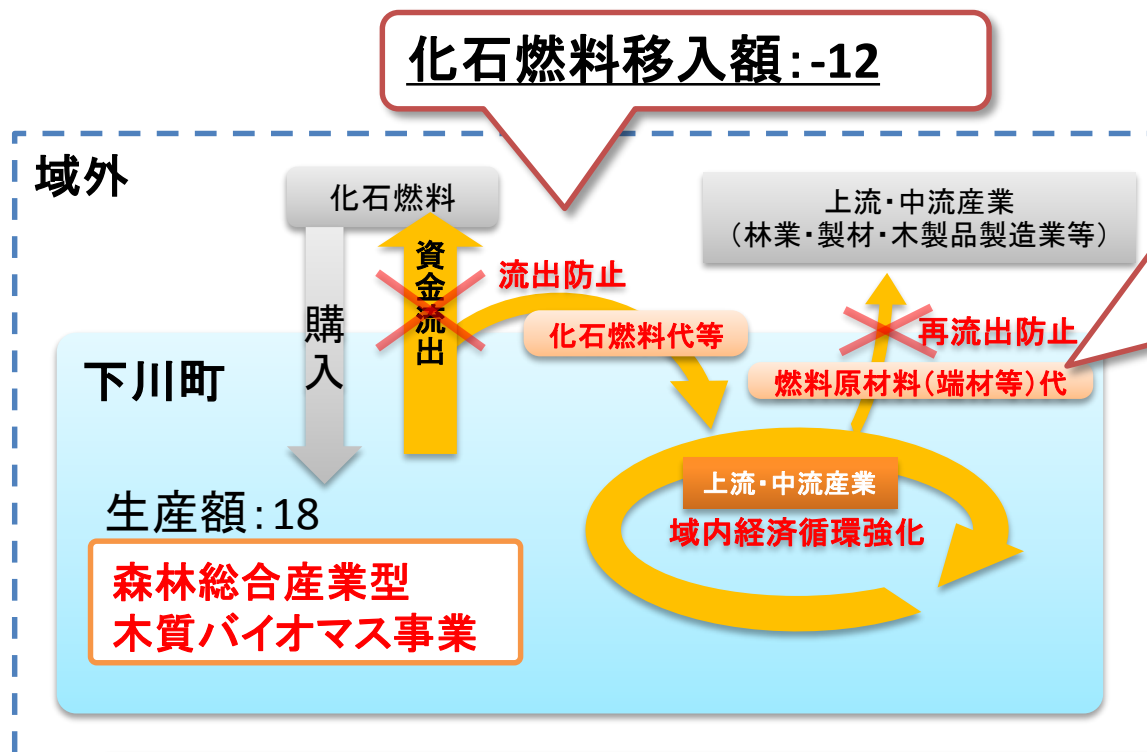 化石燃料移入額:-12
域外
化石燃料
上流・中流産業
(林業・製材・木製品製造業等)
資金流出
流出防止
購入
化石燃料代等
再流出防止
下川町
燃料原材料(端材等)代
上流・中流産業
域内経済循環強化
生産額:18
森林総合産業型
木質バイオマス事業